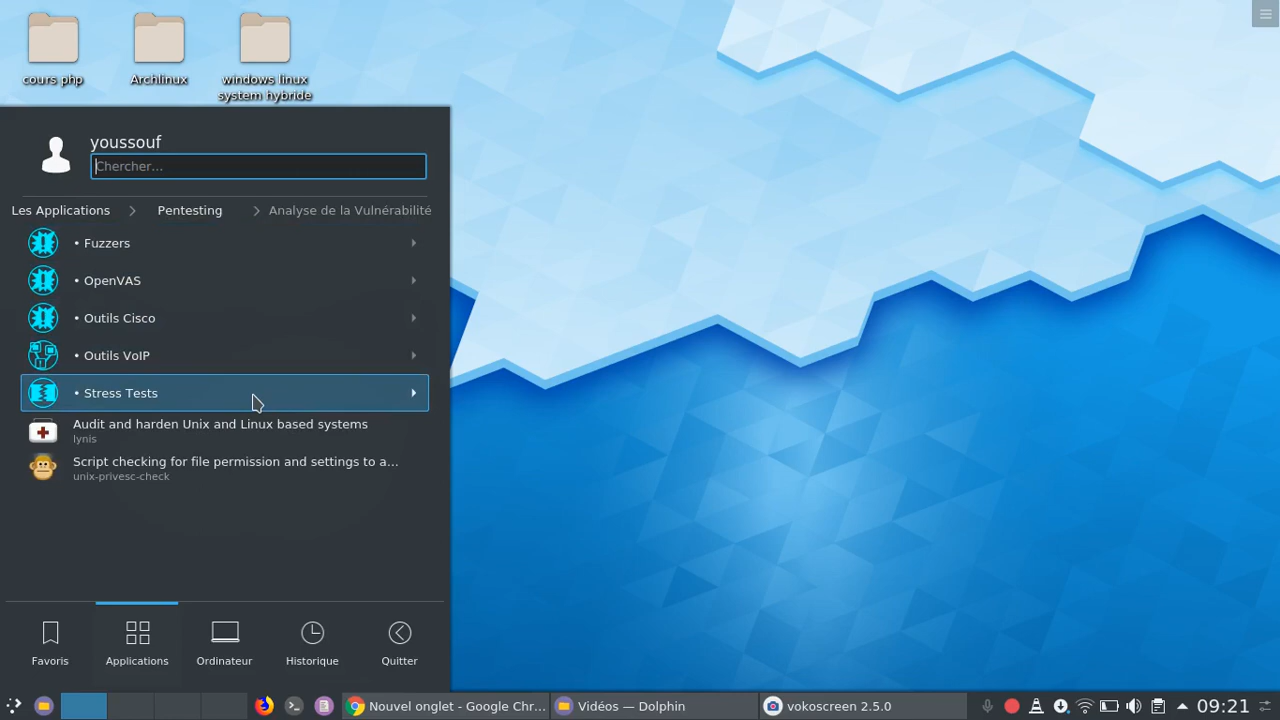 cours php
Archlinux
windows linux
system hybride
youssouf
Chercher...
Les Applications
Pentesting
Analyse de la Vulnérabilité
• Fuzzers
• OpenVAS
• Outils Cisco
• Outils VoIP
• Stress Tests
Audit and harden Unix and Linux based systems
lynis
Script checking for file permission and settings to a...
unix-privesc-check
Favoris
Applications
Ordinateur
Historique
Quitter
Nouvel onglet - Google Chr...
Vidéos — Dolphin
vokoscreen 2.5.0
09:21